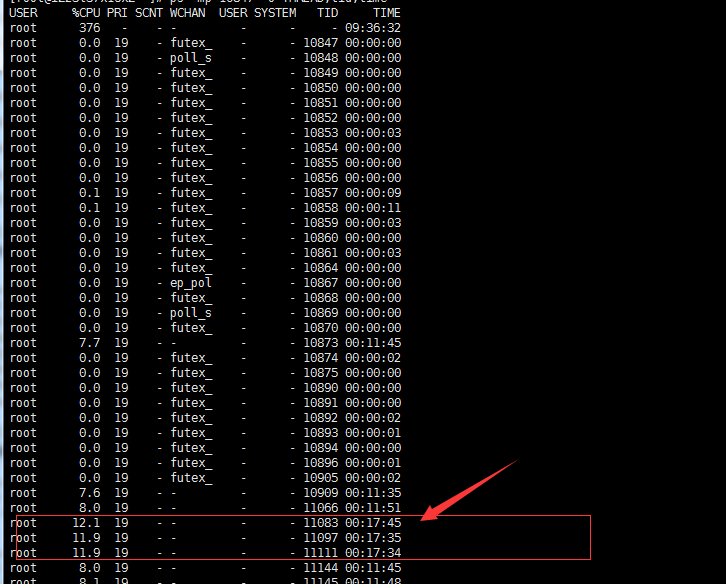 USER %CPU PRI SCNT WCHAN USER SYSTEM TID TIME
root 376 - - - - - - 09:36:32
root 0.0 19 - futex_ - - 10847 00:00:00
root 0.0 19 - poll_s - - 10848 00:00:00
root 0.0 19 - futex_ - - 10849 00:00:00
root 0.0 19 - futex_ - - 10850 00:00:00
root 0.0 19 - futex_ - - 10851 00:00:00
root 0.0 19 - futex_ - - 10852 00:00:00
root 0.0 19 - futex_ - - 10853 00:00:03
root 0.0 19 - futex_ - - 10854 00:00:00
root 0.0 19 - futex_ - - 10855 00:00:00
root 0.0 19 - futex_ - - 10856 00:00:00
root 0.1 19 - futex_ - - 10857 00:00:09
root 0.1 19 - futex_ - - 10858 00:00:11
root 0.0 19 - futex_ - - 10859 00:00:03
root 0.0 19 - futex_ - - 10860 00:00:00
root 0.0 19 - futex_ - - 10861 00:00:03
root 0.0 19 - futex_ - - 10864 00:00:00
root 0.0 19 - ep_pol - - 10867 00:00:00
root 0.0 19 - futex_ - - 10868 00:00:00
root 0.0 19 - poll_s - - 10869 00:00:00
root 0.0 19 - futex_ - - 10870 00:00:00
root 7.7 19 - - - - 10873 00:11:45
root 0.0 19 - futex_ - - 10874 00:00:02
root 0.0 19 - futex_ - - 10875 00:00:00
root 0.0 19 - futex_ - - 10890 00:00:00
root 0.0 19 - futex_ - - 10891 00:00:00
root 0.0 19 - futex_ - - 10892 00:00:02
root 0.0 19 - futex_ - - 10893 00:00:01
root 0.0 19 - futex_ - - 10894 00:00:00
root 0.0 19 - futex_ - - 10896 00:00:01
root 0.0 19 - futex_ - - 10905 00:00:02
root 7.6 19 - - - - 10909 00:11:35
root 8.0 19 - - - - 11066 00:11:51
root 12.1 19 - - - - 11083 00:17:45
root 11.9 19 - - - - 11097 00:17:35
root 11.9 19 - - - - 11111 00:17:34
root 8.0 19 - - - - 11144 00:11:45
root 8.1 19 - - - - 11145 00:11:48